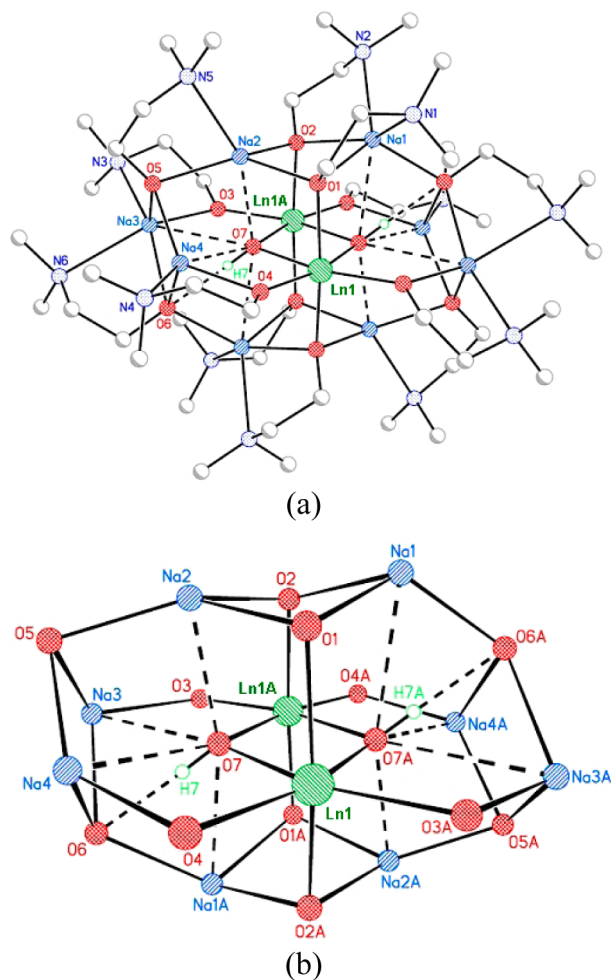 N2
N5
N1
Na2
O2
Na1
N3
O5
O3
Ln1A
O1
Na3
O7
Na4
N6
H7
O4
Ln1
N4
O6
(a)
Na1
Na2
O2
O5
O1
O6A
Na3
O3
Ln1A
O4A
H7A
Na4A
O7
O7A
Na4
H7
Na3A
Ln1
O6
O4
O1A
O3A
O5A
Na1A
Na2A
O2A
(b)